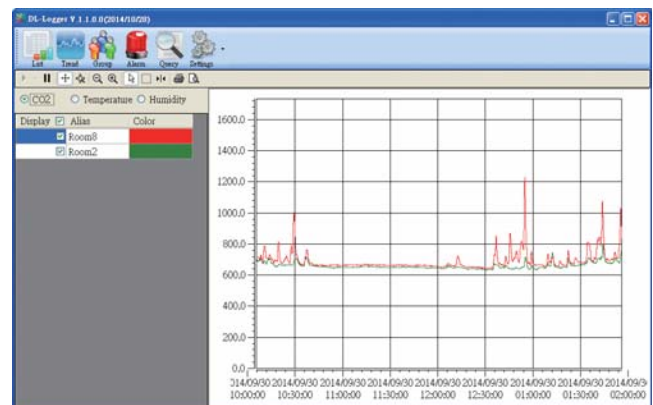 DL-Logger V 1.1.0.0(2014/10/20)
List Trend Group Alarm Query Settings
CO2 Temperature Humidity
Display Alias Color
Room8
Room2
1600.0
1400.0
1200.0
1000.0
800.0
600.0
400.0
200.0
0.0
014/09/30 2014/09/30 2014/09/30 2014/09/30 2014/09/30 2014/09/30 2014/09/30 2014/09/30 2014/09/3
10:00:00 10:30:00 11:00:00 11:30:00 12:00:00 12:30:00 01:00:00 01:30:00 02:00:00